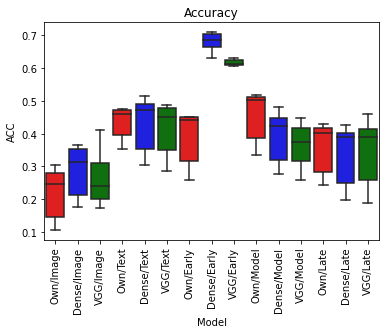 Accuracy
ACC
0.7
0.6
0.5
0.4
0.3
0.2
0.1
Own/Image
Dense/Image
VGG/Image
Own/Text
Dense/Text
VGG/Text
Own/Early
Dense/Early
VGG/Early
Own/Model
Dense/Model
VGG/Model
Own/Late
Dense/Late
VGG/Late
Model